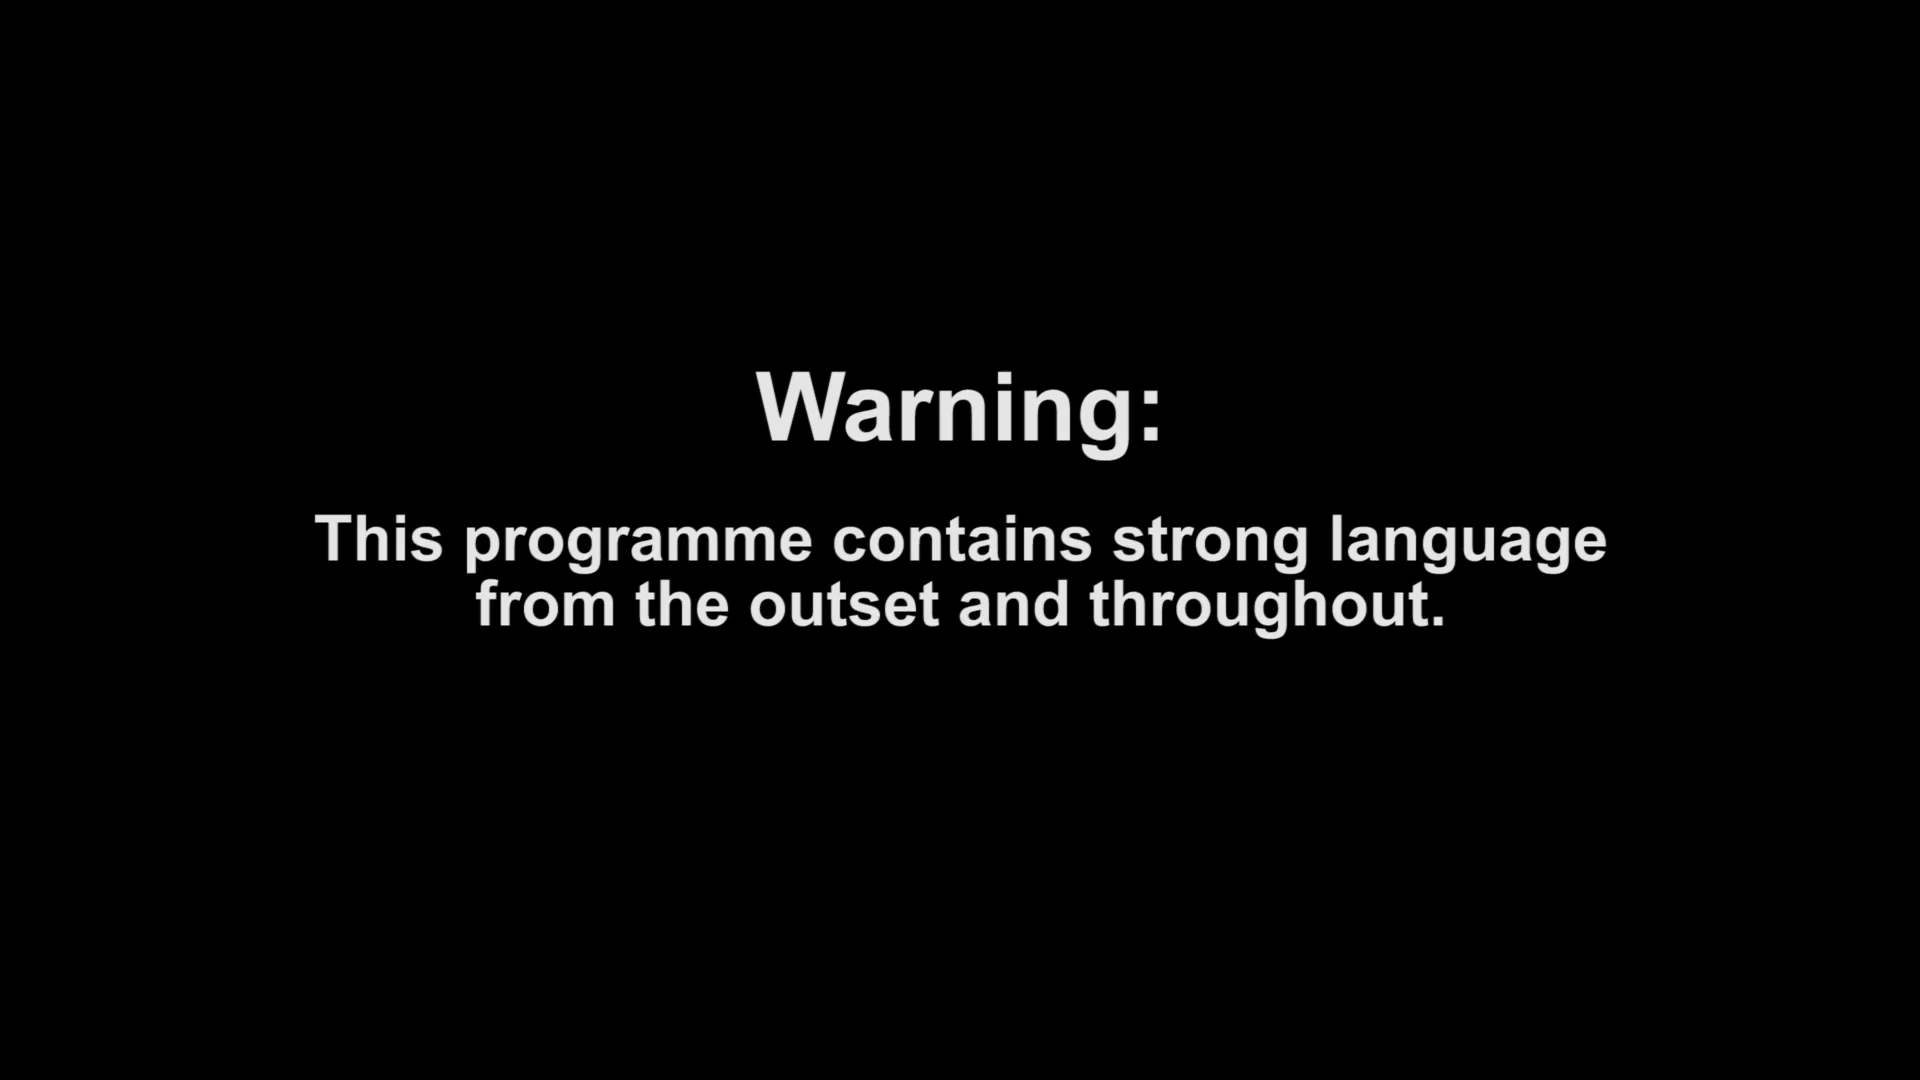 Warning:
This programme contains strong language
from the outset and throughout.